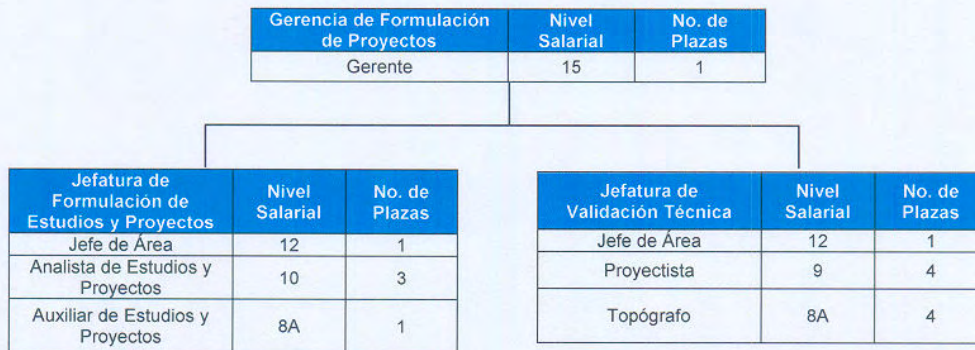 Gerencia de Formulación de Proyectos Nivel Salarial No. de Plazas
Gerente 15 1
Jefatura de Formulación de Estudios y Proyectos Nivel Salarial No. de Plazas
Jefe de Área 12 1
Analista de Estudios y Proyectos 10 3
Auxiliar de Estudios y Proyectos 8A 1
Jefatura de Validación Técnica Nivel Salarial No. de Plazas
Jefe de Área 12 1
Proyectista 9 4
Topógrafo 8A 4